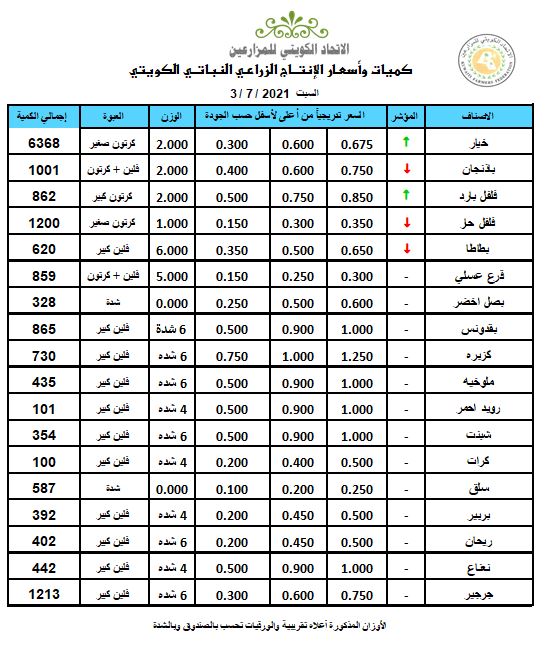 الاتحاد الكويتي للمزارعين
كميات وأسعار الإنتاج الزراعي النباتي الكويتي
السبت 2021 / 7 / 3
الاصناف المؤشر السعر تدريجياً من أعلى لأسفل حسب الجودة الوزن العبوة إجمالي الكمية
خيار ↑ 0.675 0.600 0.300 2.000 كرتون صغير 6368
باذنجان ↓ 0.750 0.600 0.400 2.000 فلين + كرتون 1001
فلفل بارد ↑ 0.850 0.750 0.500 2.000 كرتون كبير 862
فلفل حار ↓ 0.350 0.300 0.150 1.000 كرتون صغير 1200
بطاطا ↓ 0.650 0.500 0.350 6.000 فلين كبير 620
قرع عسلي - 0.300 0.250 0.150 5.000 فلين + كرتون 859
بصل اخضر - 0.600 0.500 0.250 0.000 شدة 328
بقدونس - 1.000 0.900 0.500 6 شدة فلين كبير 865
كزبره - 1.250 1.000 0.750 6 شده فلين كبير 730
ملوخيه - 1.000 0.900 0.500 6 شده فلين كبير 435
رويد احمر - 1.000 0.900 0.500 4 شده فلين كبير 101
شبنت - 1.000 0.900 0.500 6 شده فلين كبير 354
كرات - 0.500 0.400 0.200 4 شده فلين كبير 100
سلق - 0.250 0.200 0.100 0.000 شدة 587
بربير - 0.500 0.450 0.200 4 شده فلين كبير 392
ريحان - 0.500 0.450 0.200 6 شده فلين كبير 402
نعناع - 1.000 0.900 0.500 4 شده فلين كبير 442
جرجير - 0.750 0.600 0.300 6 شده فلين كبير 1213
الأوزان المذكورة أعلاه تقريبية والورقيات تحسب بالصندوق وبالشدة